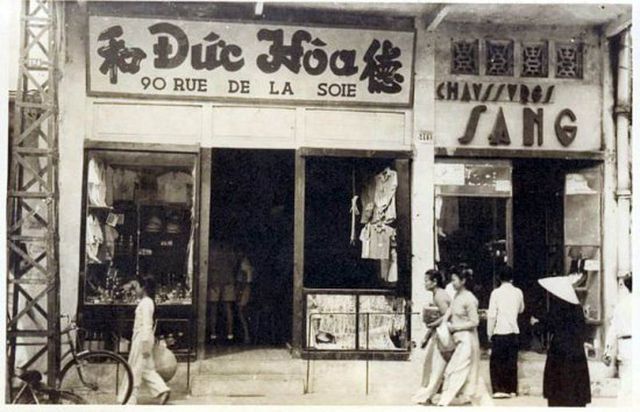 和 Đức Hòa 德
90 RUE DE LA SOIE
CHAUSSURES
SANG